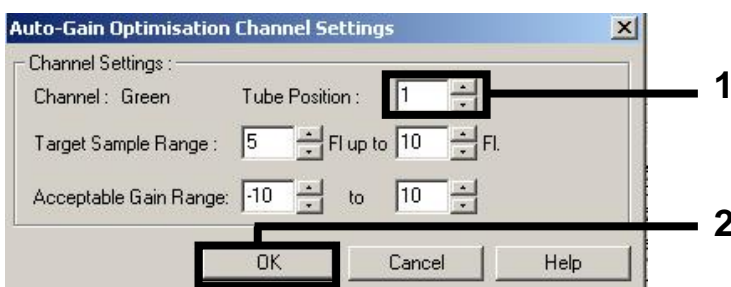 Auto-Gain Optimisation Channel Settings
Channel Settings :
Channel : Green Tube Position : 1 1
Target Sample Range : 5 Fl up to 10 Fl.
Acceptable Gain Range: -10 to 10
2
OK Cancel Help